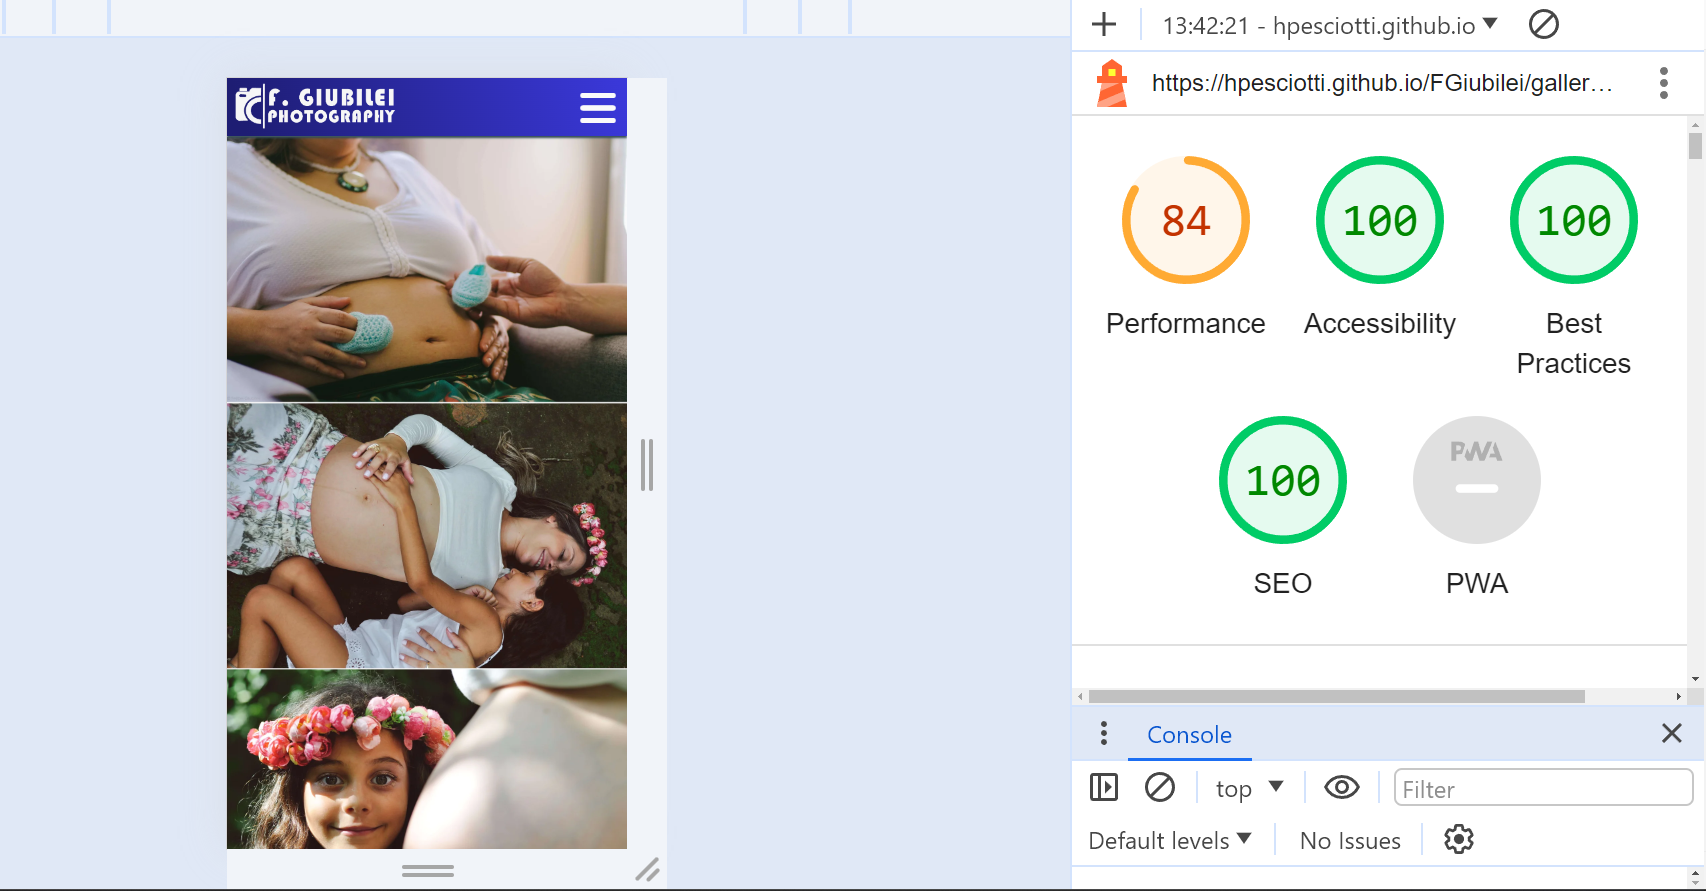 F. GIUBILEI
PHOTOGRAPHY
13:42:21 - hpesciotti.github.io
https://hpesciotti.github.io/FGiubilei/galler…
84
100
100
Performance
Accessibility
Best
Practices
100
PWA
SEO
PWA
Console
top
Filter
Default levels
No Issues